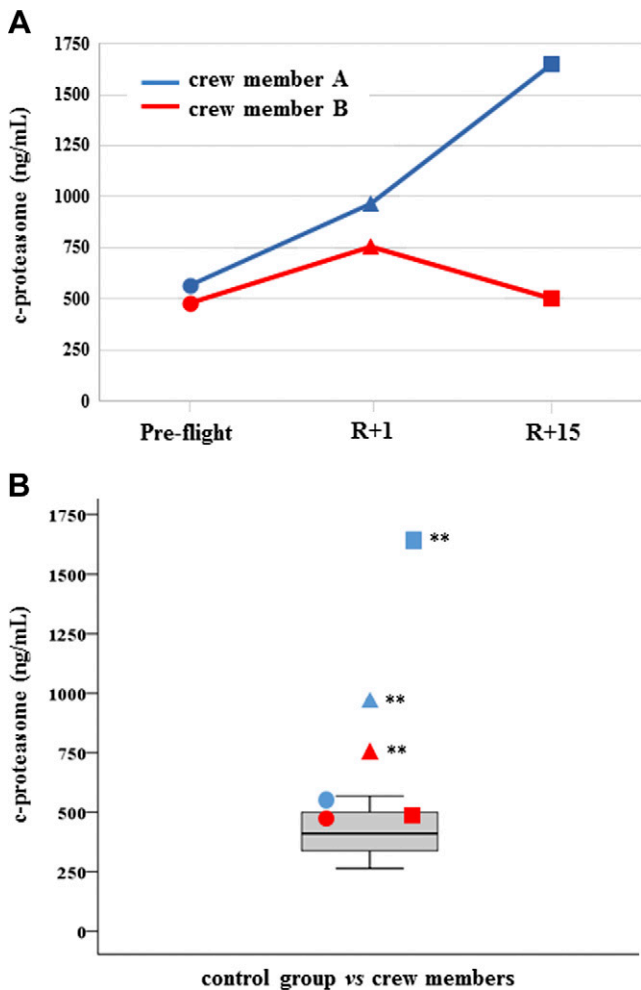 A
1750
1500
1250
1000
750
500
250
0
c-proteasome (ng/mL)
crew member A
crew member B
Pre-flight R+1 R+15
B
1750
1500
1250
1000
750
500
250
0
c-proteasome (ng/mL)
**
**
**
control group vs crew members